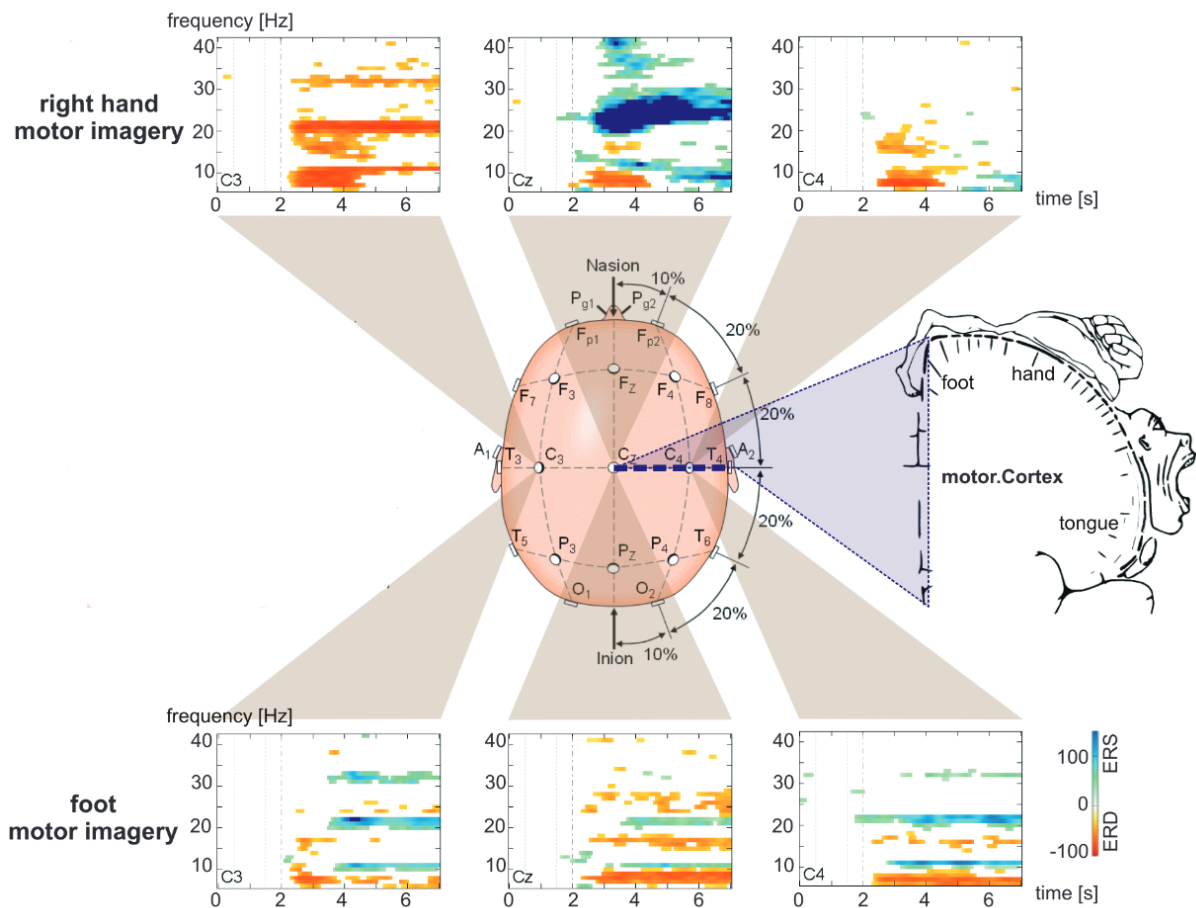 frequency [Hz]
right hand
motor imagery
40
30
20
10
C3
0 2 4 6
40
30
20
10
Cz
0 2 4 6
40
30
20
10
C4
0 2 4 6
time [s]
Nasion
10%
Pg1
Pg2
20%
Fp1
Fp2
F7
F3
FZ
F4
F8
20%
A1
T3
C3
CZ
C4
T4
A2
20%
T5
P3
PZ
P4
T6
O1
O2
20%
Inion
10%
foot
hand
motor.Cortex
tongue
frequency [Hz]
foot
motor imagery
40
30
20
10
C3
0 2 4 6
40
30
20
10
Cz
0 2 4 6
40
30
20
10
C4
0 2 4 6
time [s]
100
0
-100
ERS
ERD